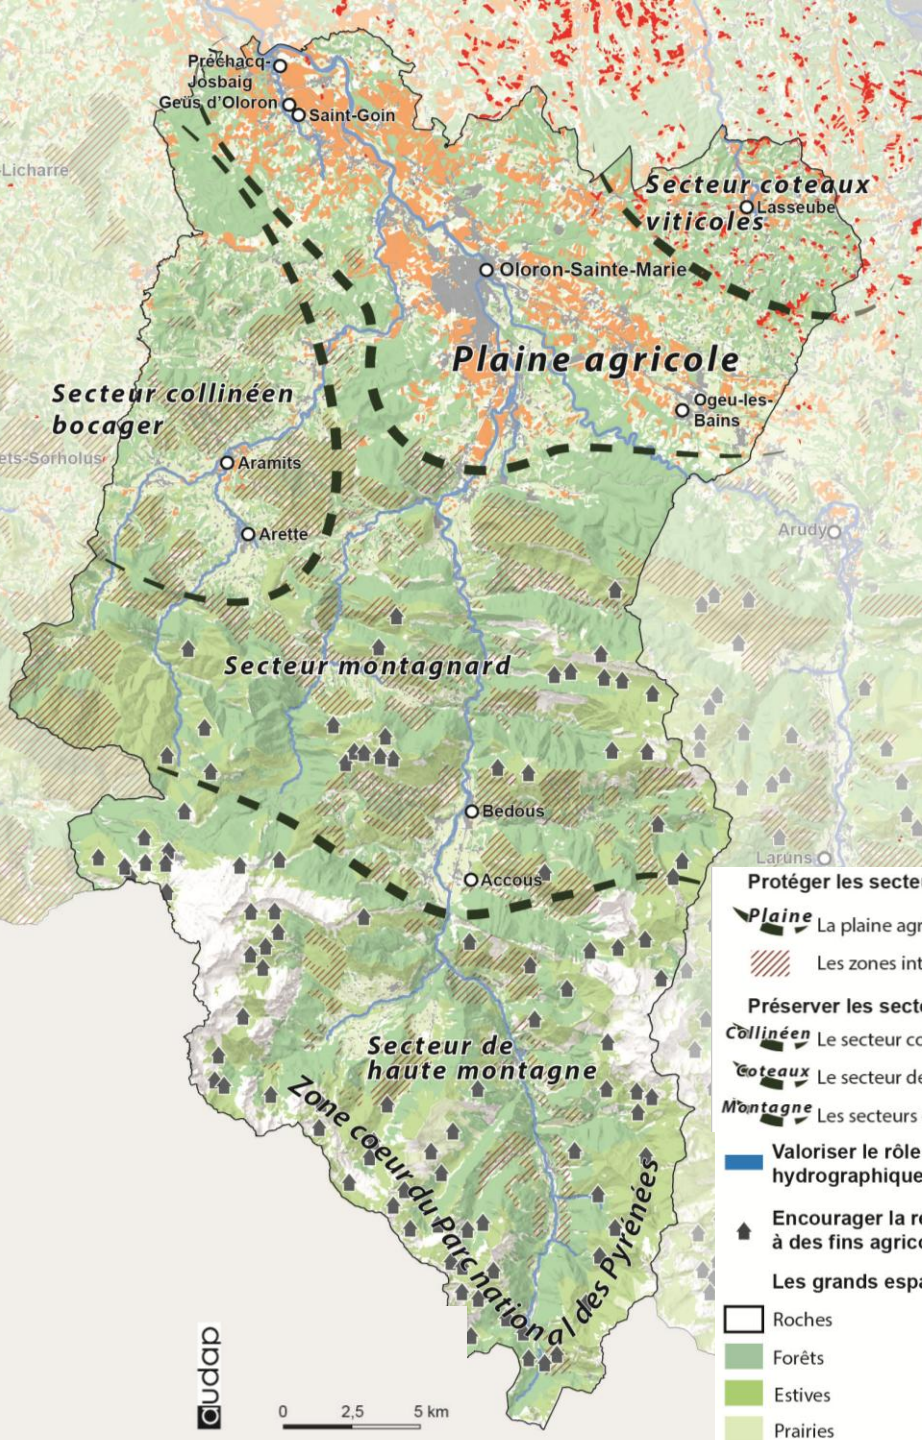 Préchacq-
Josbaig
Geüs d'Oloron
Saint-Goin
-Licharre
Secteur coteaux
viticoles
Lasseube
Oloron-Sainte-Marie
Plaine agricole
Secteur collinéen
bocager
Ogeu-les-
Bains
ets-Sorholus
Aramits
Arette
Arudy
Secteur montagnard
Bedous
Laruns
Accous
Secteur de
haute montagne
Zone coeur du Parc national des Pyrénées
Protéger les secte
Plaine
La plaine agr
Les zones int
Préserver les secte
Collinéen
Le secteur co
Coteaux
Le secteur de
Montagne
Les secteurs
Valoriser le rôle
hydrographique
Encourager la re
à des fins agrico
Les grands espa
Roches
Forêts
Estives
Prairies
audap
0 2,5 5 km